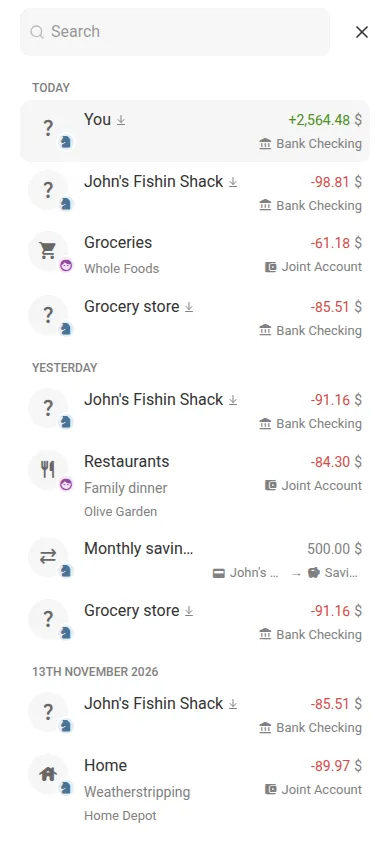 Search
TODAY
You +2,564.48 $
Bank Checking
John's Fishin Shack -98.81 $
Bank Checking
Groceries -61.18 $
Whole Foods Joint Account
Grocery store -85.51 $
Bank Checking
YESTERDAY
John's Fishin Shack -91.16 $
Bank Checking
Restaurants -84.30 $
Family dinner Joint Account
Olive Garden
Monthly savin... 500.00 $
John's ... → Savi...
Grocery store -91.16 $
Bank Checking
13TH NOVEMBER 2026
John's Fishin Shack -85.51 $
Bank Checking
Home -89.97 $
Weatherstripping Joint Account
Home Depot